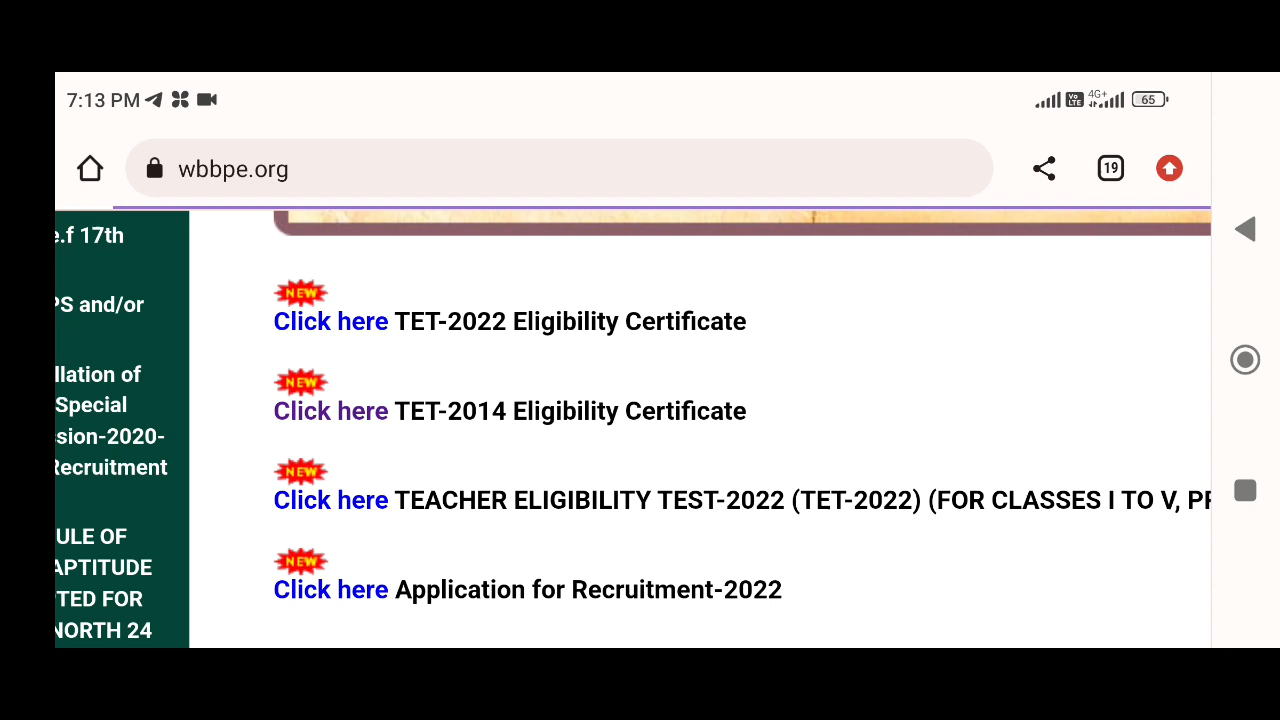 7:13 PM
Vo LTE 4G+ 65
wbbpe.org
19
e.f 17th
PS and/or
llation of
Special
sion-2020-
Recruitment
ULE OF
APTITUDE
TED FOR
NORTH 24
NEW
Click here TET-2022 Eligibility Certificate
NEW
Click here TET-2014 Eligibility Certificate
NEW
Click here TEACHER ELIGIBILITY TEST-2022 (TET-2022) (FOR CLASSES I TO V, PR
NEW
Click here Application for Recruitment-2022